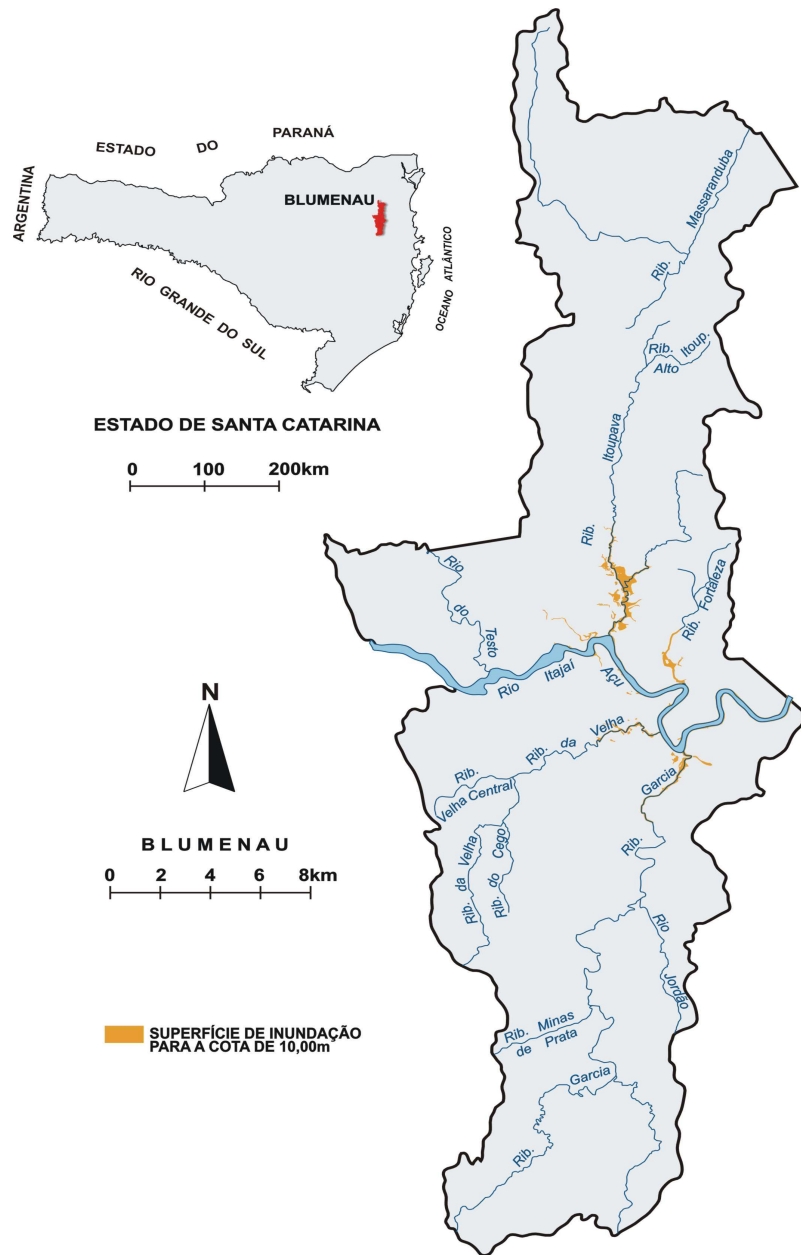 ESTADO DO PARANÁ
ARGENTINA
BLUMENAU
OCEANO ATLÂNTICO
RIO GRANDE DO SUL
ESTADO DE SANTA CATARINA
0 100 200km
N
BLUMENAU
0 2 4 6 8km
SUPERFÍCIE DE INUNDAÇÃO
PARA A COTA DE 10,00m
Rib. Massaranduba
Rib. Alto Itoup.
Rib. Itoupava
Rio do Testo
Rib. Fortaleza
Rio Itajaí Açu
Rib. da Velha
Rib. Velha Central
Rib. da Velha
Rib. do Cego
Rib. Garcia
Rio Jordão
Rib. Minas de Prata
Rib. Garcia